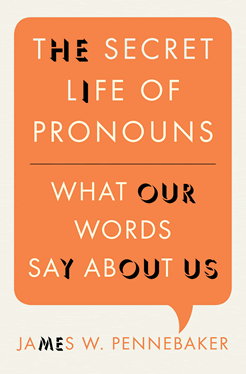 THE SECRET
LIFE OF
PRONOUNS
WHAT OUR
WORDS
SAY ABOUT US
JAMES W. PENNEBAKER